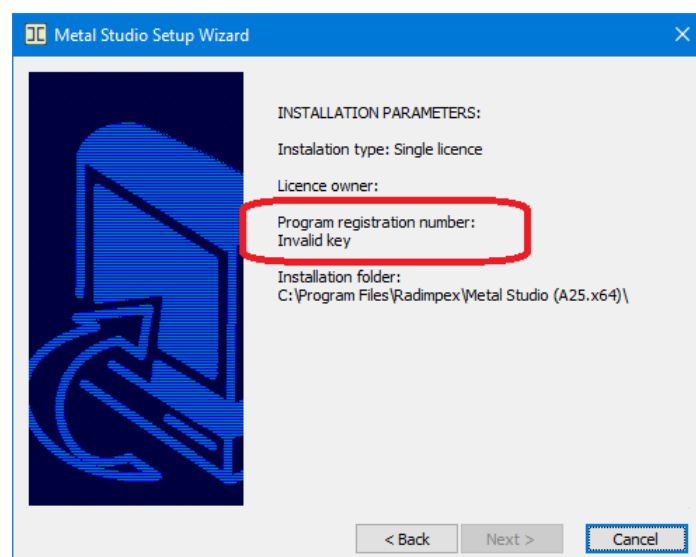 Metal Studio Setup Wizard
INSTALLATION PARAMETERS:
Instalation type: Single licence
Licence owner:
Program registration number:
Invalid key
Installation folder:
C:\Program Files\Radimpex\Metal Studio (A25.x64)\
< Back
Next >
Cancel